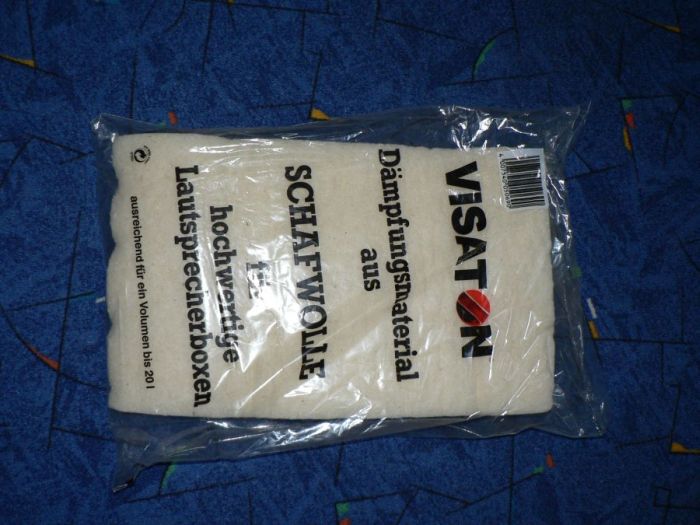 VISATON
Dämpfungsmaterial
aus
SCHAFWOLLE
für
hochwertige
Lautsprecherboxen
ausreichend für ein Volumen bis 20 l